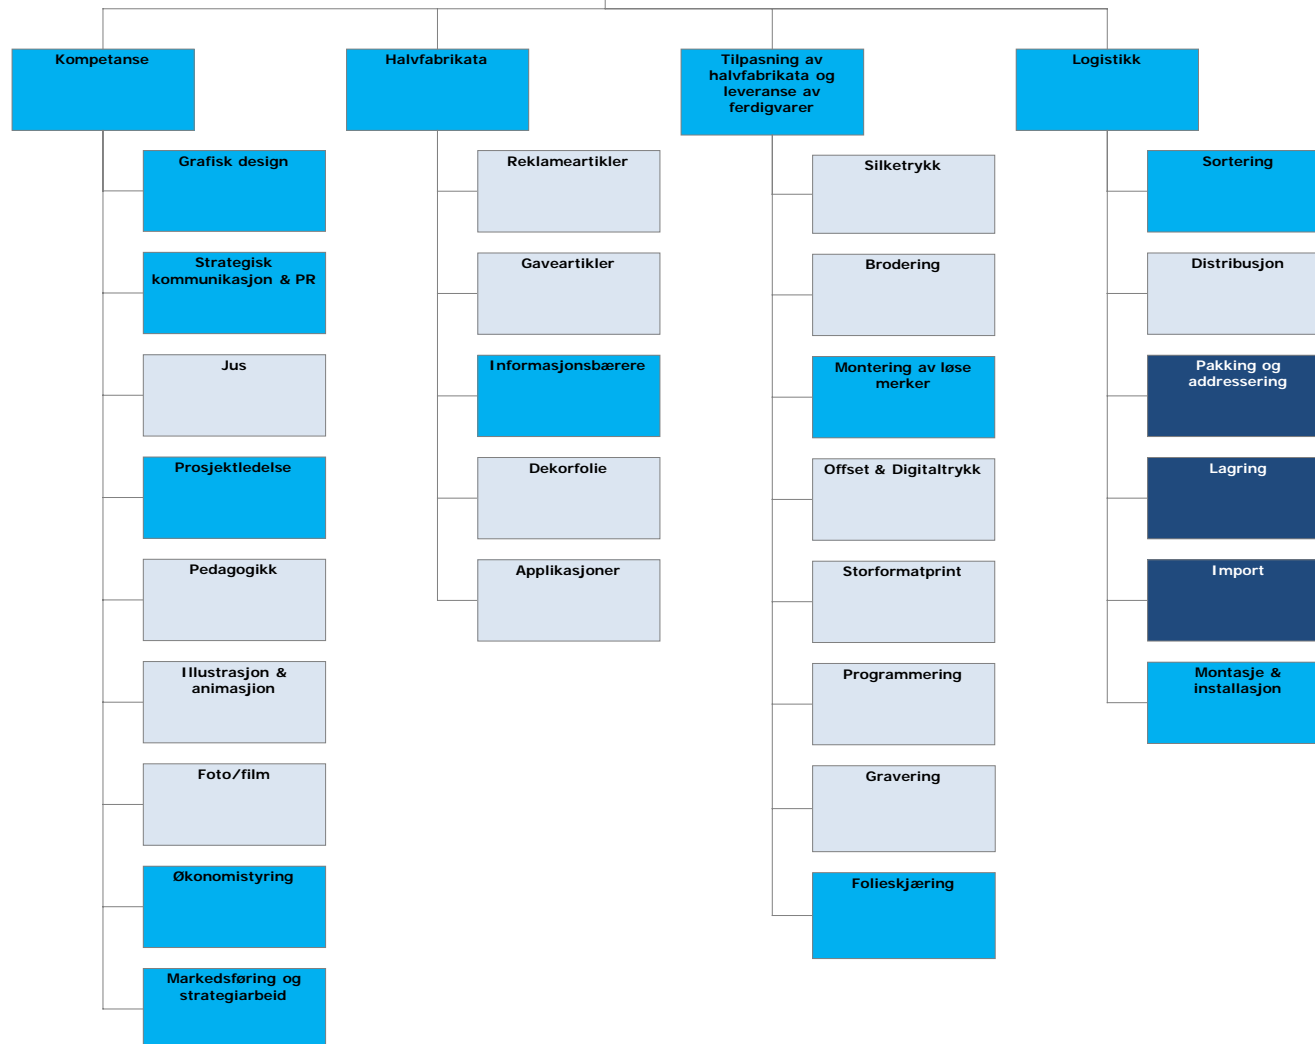 Kompetanse
Grafisk design
Strategisk
kommunikasjon & PR
Jus
Prosjektledelse
Pedagogikk
Illustrasjon &
animasjion
Foto/film
Økonomistyring
Markedsføring og
strategiarbeid
Halvfabrikata
Reklameartikler
Gaveartikler
Informasjonsbærere
Dekorfolie
Applikasjoner
Tilpasning av
halvfabrikata og
leveranse av
ferdigvarer
Silketrykk
Brodering
Montering av løse
merker
Offset & Digitaltrykk
Storformatprint
Programmering
Gravering
Folieskjæring
Logistikk
Sortering
Distribusjon
Pakking og
addressering
Lagring
Import
Montasje &
installasjon